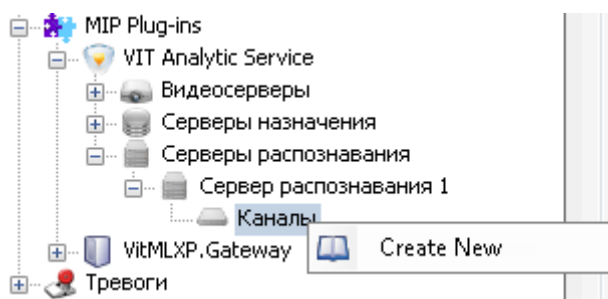 MIP Plug-ins
VIT Analytic Service
Видеосерверы
Серверы назначения
Серверы распознавания
Сервер распознавания 1
Каналы
VitMLXP.Gateway
Create New
Тревоги